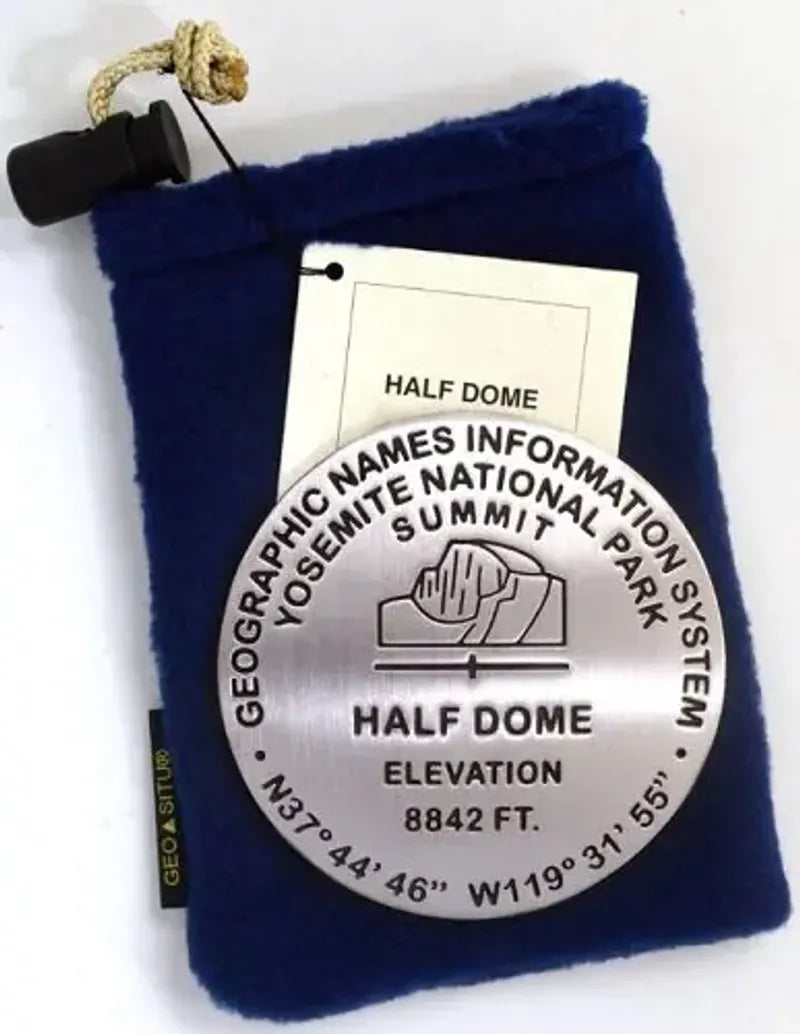 HALF DOME
GEOGRAPHIC NAMES INFORMATION SYSTEM
YOSEMITE NATIONAL PARK
SUMMIT
HALF DOME
ELEVATION
8842 FT.
• N37° 44’ 46” W119° 31’ 55” •
GEO▲SITU®